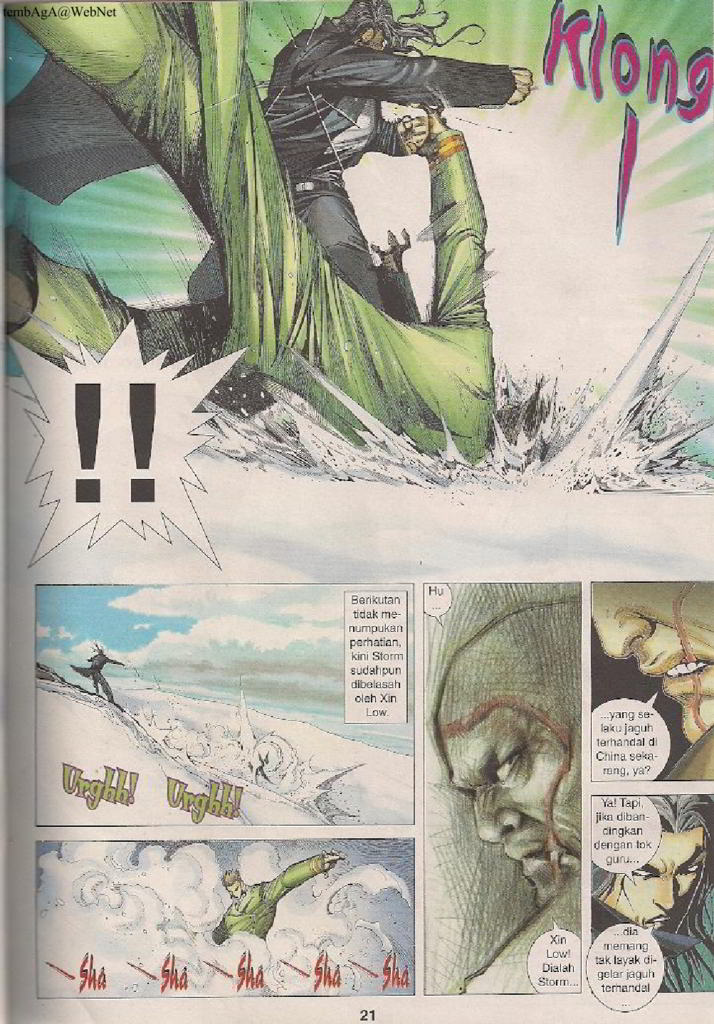 tembAgA@WebNet
Klong
!!
Berikutan
tidak me-
numpukan
perhatian,
kini Storm
sudahpun
dibelasah
oleh Xin
Low.
Urghh!
Urghh!
Sha
Sha
Sha
Sha
Sha
Hu
...
Xin
Low!
Dialah
Storm...
...yang se-
laku jaguh
terhandal di
China seka-
rang, ya?
Ya! Tapi,
jika diban-
dingkan
dengan tok
guru...
...dia
memang
tak layak di-
gelar jaguh
terhandal
...
21